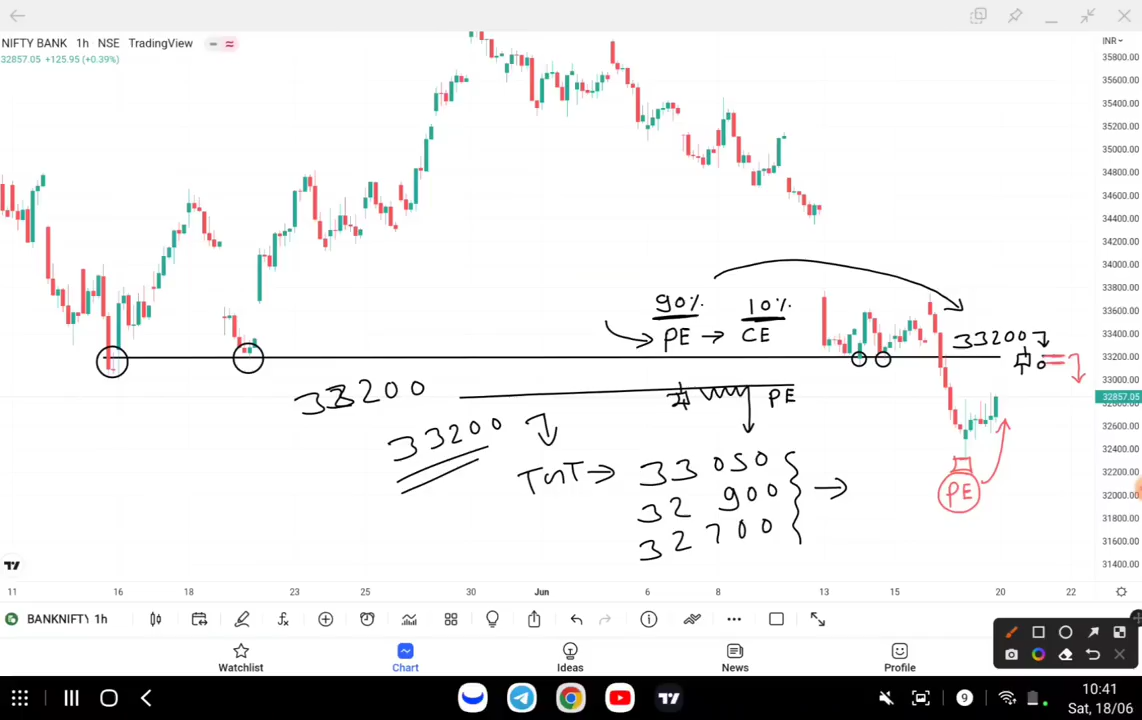 NIFTY BANK 1h NSE TradingView
32857.05 +125.95 (+0.39%)
INR
35800.00
35600.00
35400.00
35200.00
35000.00
34800.00
34600.00
34400.00
34200.00
34000.00
33800.00
33600.00
33400.00
33200.00
33000.00
32857.05
32600.00
32400.00
32200.00
32000.00
31800.00
31600.00
31400.00
90% 10%
PE → CE
33200
33200
PE
33200
TGT → 33050
32900
32700
PE
11 16 18 23 25 30 Jun 6 8 13 15 20 22
BANKNIFTY 1h
Watchlist Chart Ideas News Profile
9
10:41
Sat, 18/06